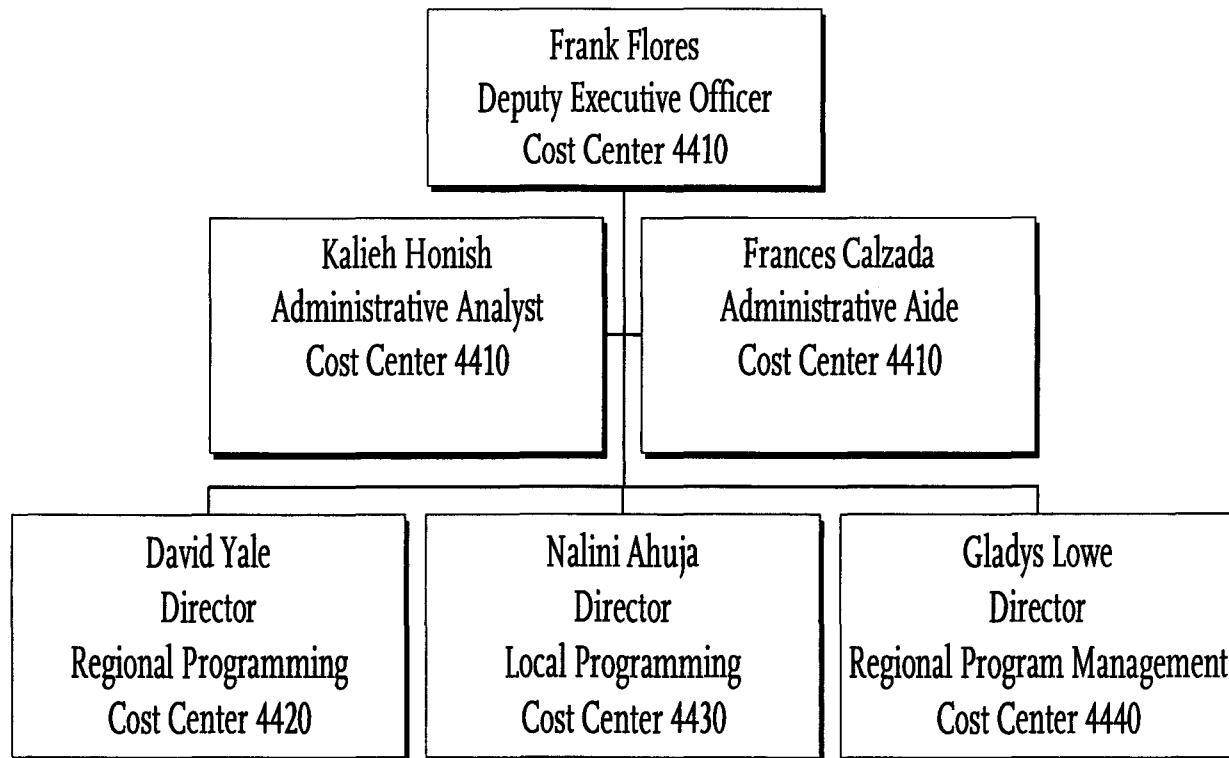 Frank Flores
Deputy Executive Officer
Cost Center 4410
Kalieh Honish
Administrative Analyst
Cost Center 4410
Frances Calzada
Administrative Aide
Cost Center 4410
David Yale
Director
Regional Programming
Cost Center 4420
Nalini Ahuja
Director
Local Programming
Cost Center 4430
Gladys Lowe
Director
Regional Program Management
Cost Center 4440